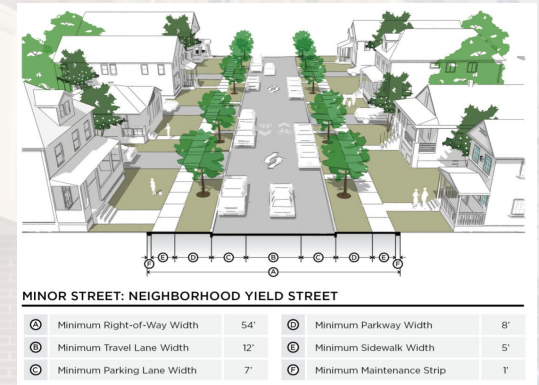 F E D C B C D E F
A
MINOR STREET: NEIGHBORHOOD YIELD STREET
A Minimum Right-of-Way Width 54' D Minimum Parkway Width 8'
B Minimum Travel Lane Width 12' E Minimum Sidewalk Width 5'
C Minimum Parking Lane Width 7' F Minimum Maintenance Strip 1'